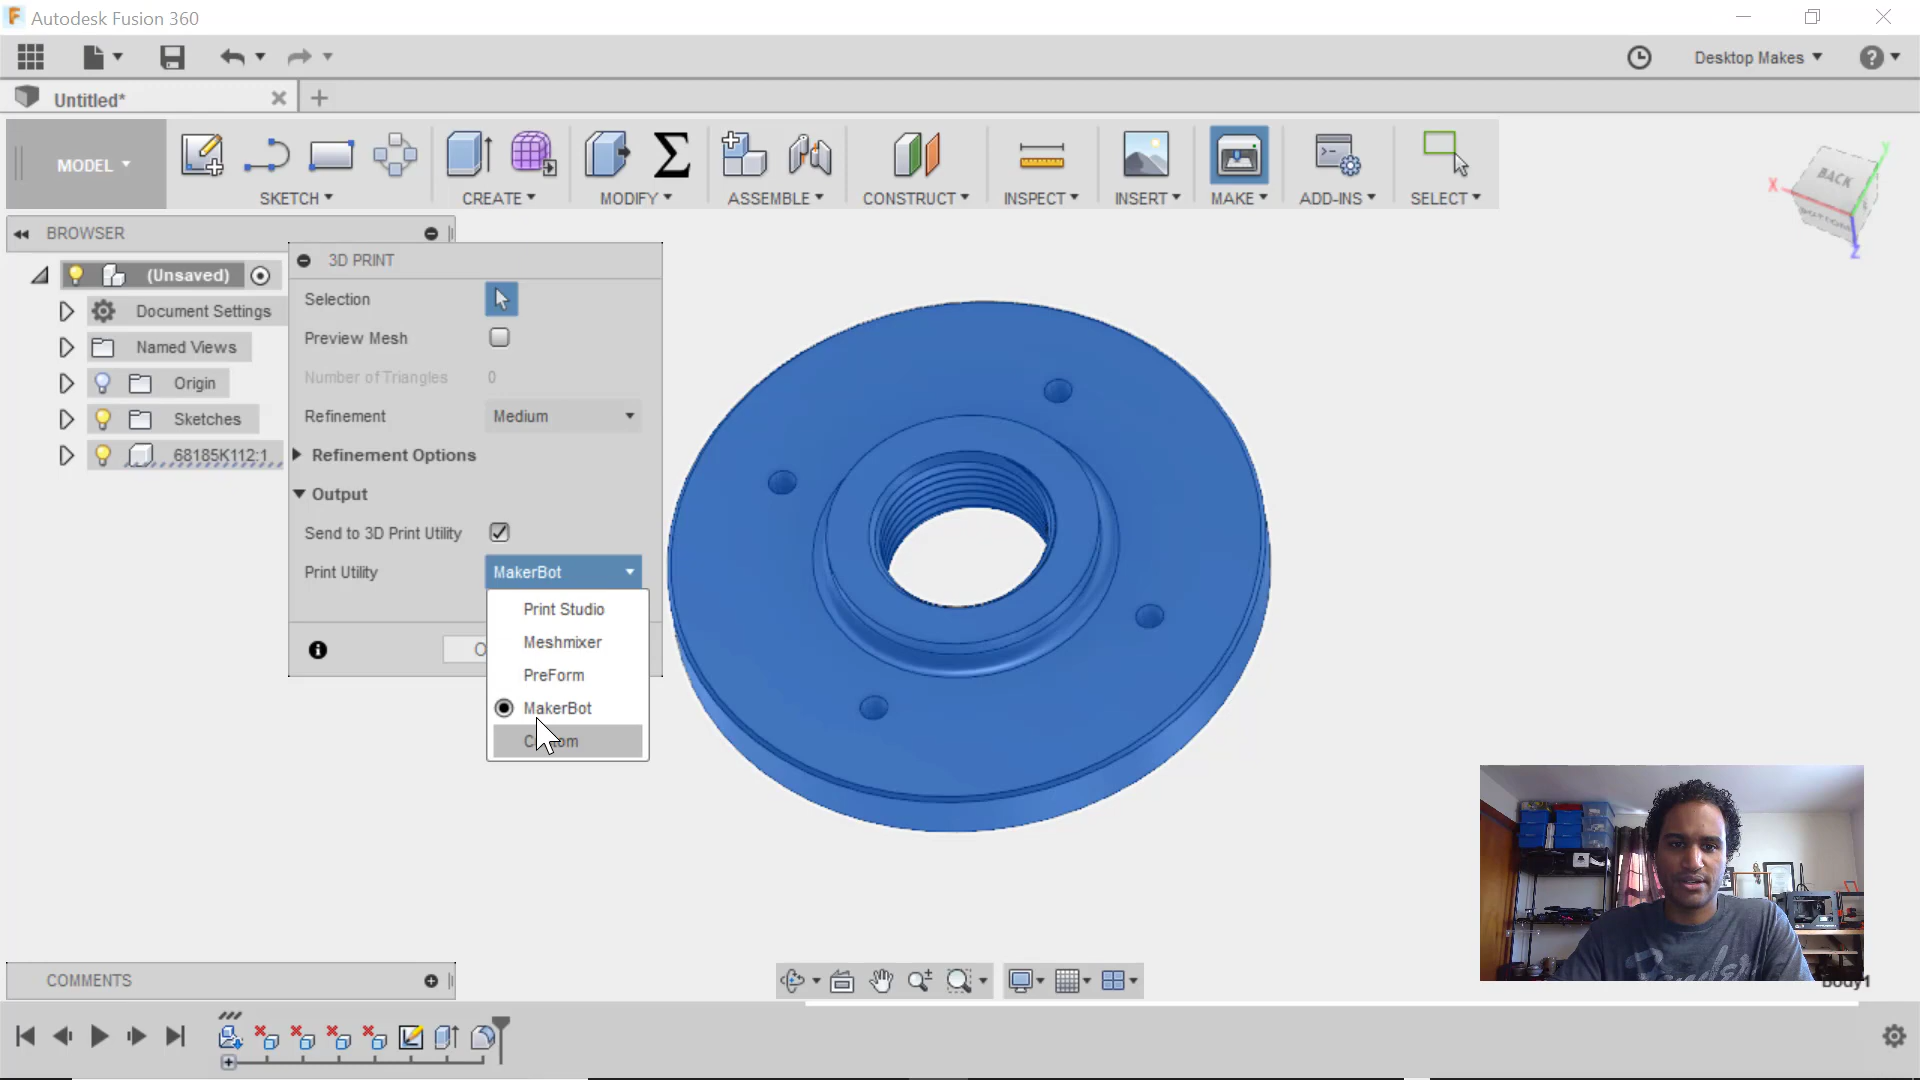 Autodesk Fusion 360
Desktop Makes
Untitled*
MODEL
SKETCH
CREATE
MODIFY
ASSEMBLE
CONSTRUCT
INSPECT
INSERT
MAKE
ADD-INS
SELECT
BACK
BOTTOM
X
Y
Z
BROWSER
(Unsaved)
Document Settings
Named Views
Origin
Sketches
68185K112:1
3D PRINT
Selection
Preview Mesh
Number of Triangles 0
Refinement Medium
Refinement Options
Output
Send to 3D Print Utility
Print Utility MakerBot
Print Studio
Meshmixer
PreForm
MakerBot
COMMENTS
Body1